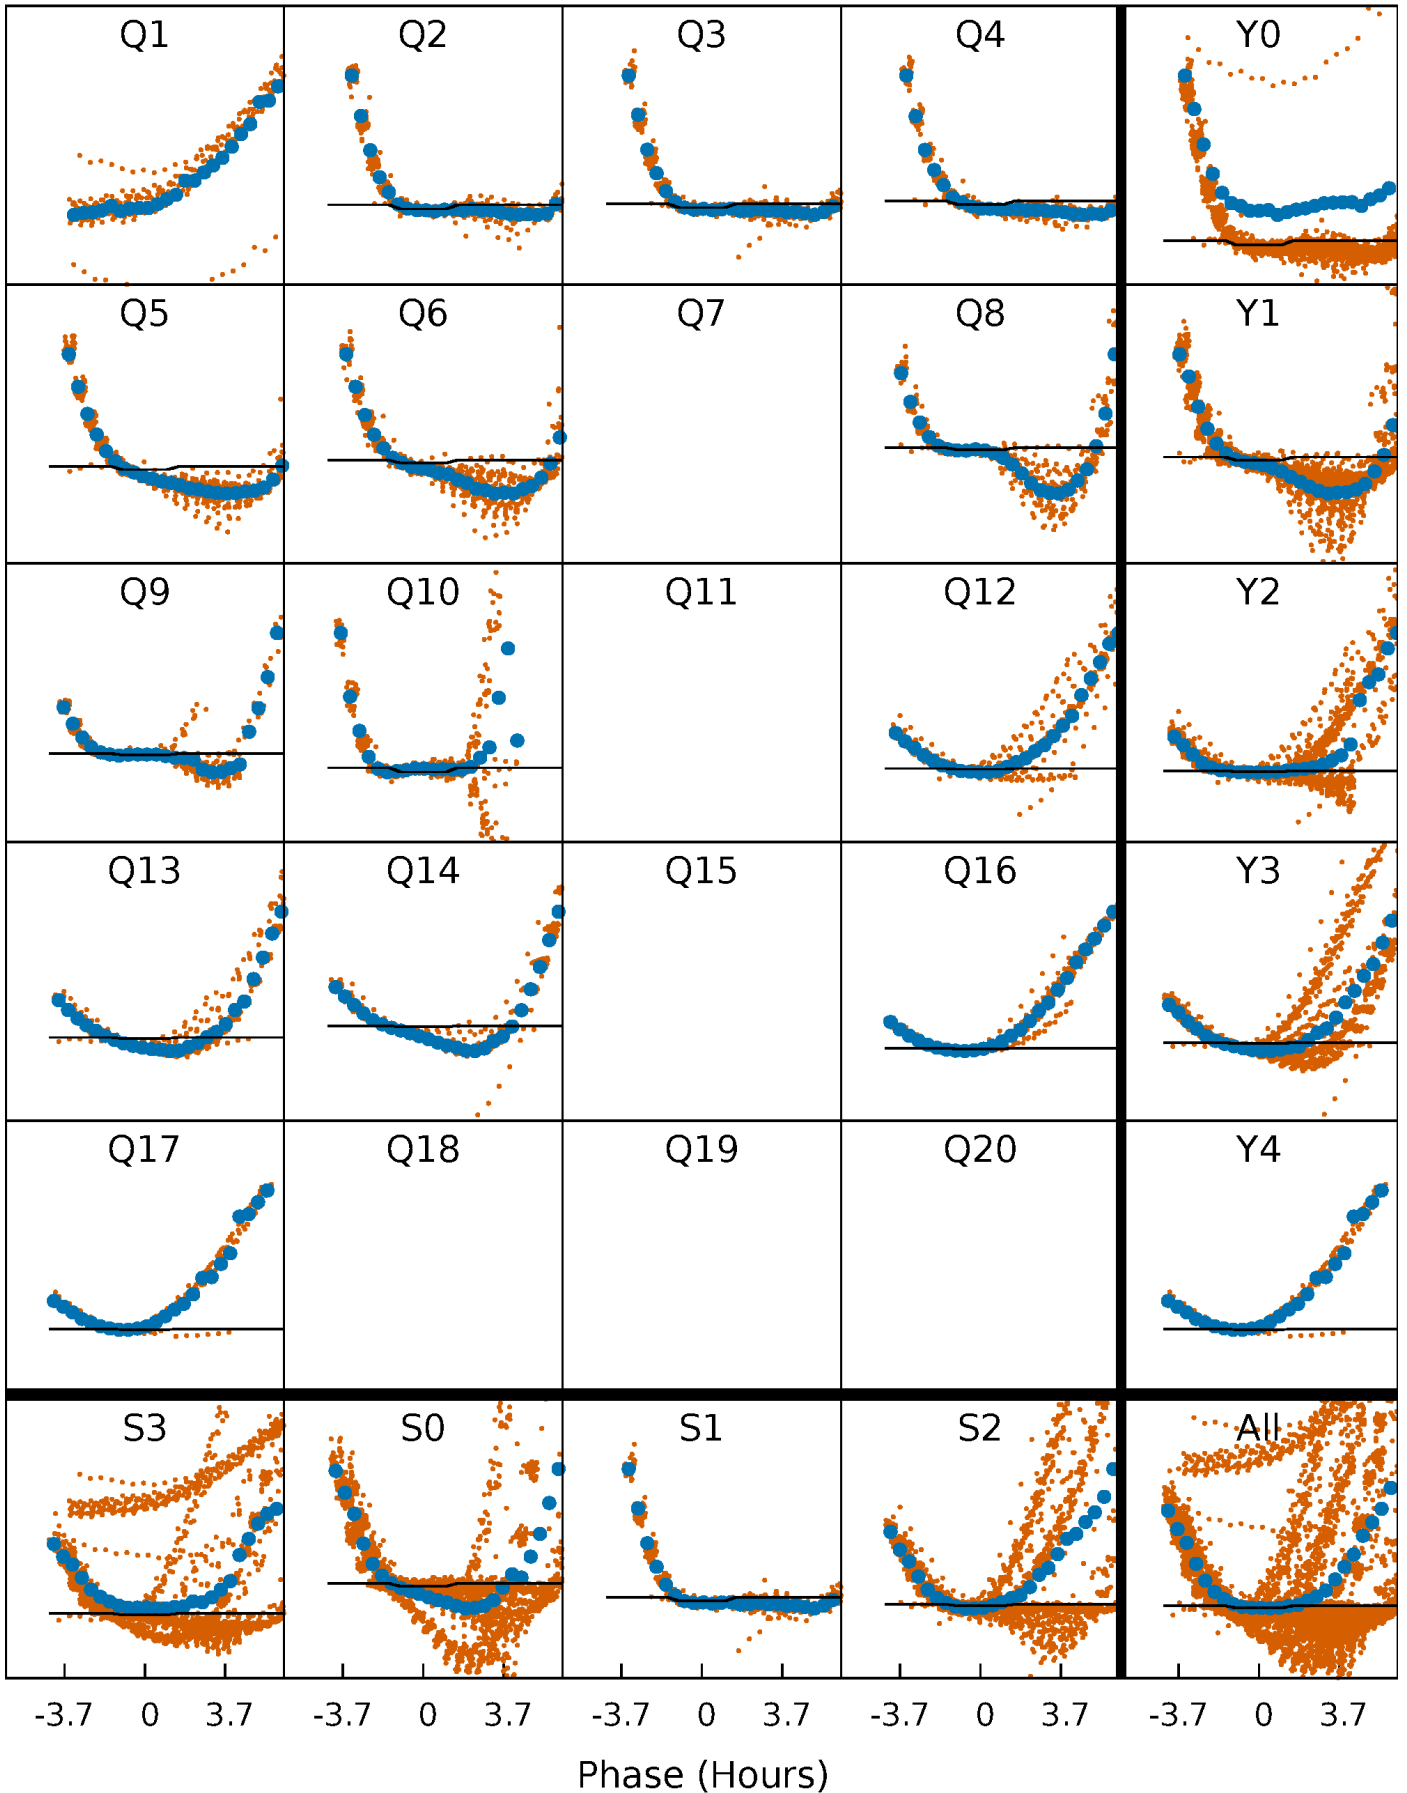 Q1 Q2 Q3 Q4 Y0
Q5 Q6 Q7 Q8 Y1
Q9 Q10 Q11 Q12 Y2
Q13 Q14 Q15 Q16 Y3
Q17 Q18 Q19 Q20 Y4
S3 S0 S1 S2 All
-3.7 0 3.7 -3.7 0 3.7 -3.7 0 3.7 -3.7 0 3.7 -3.7 0 3.7
Phase (Hours)